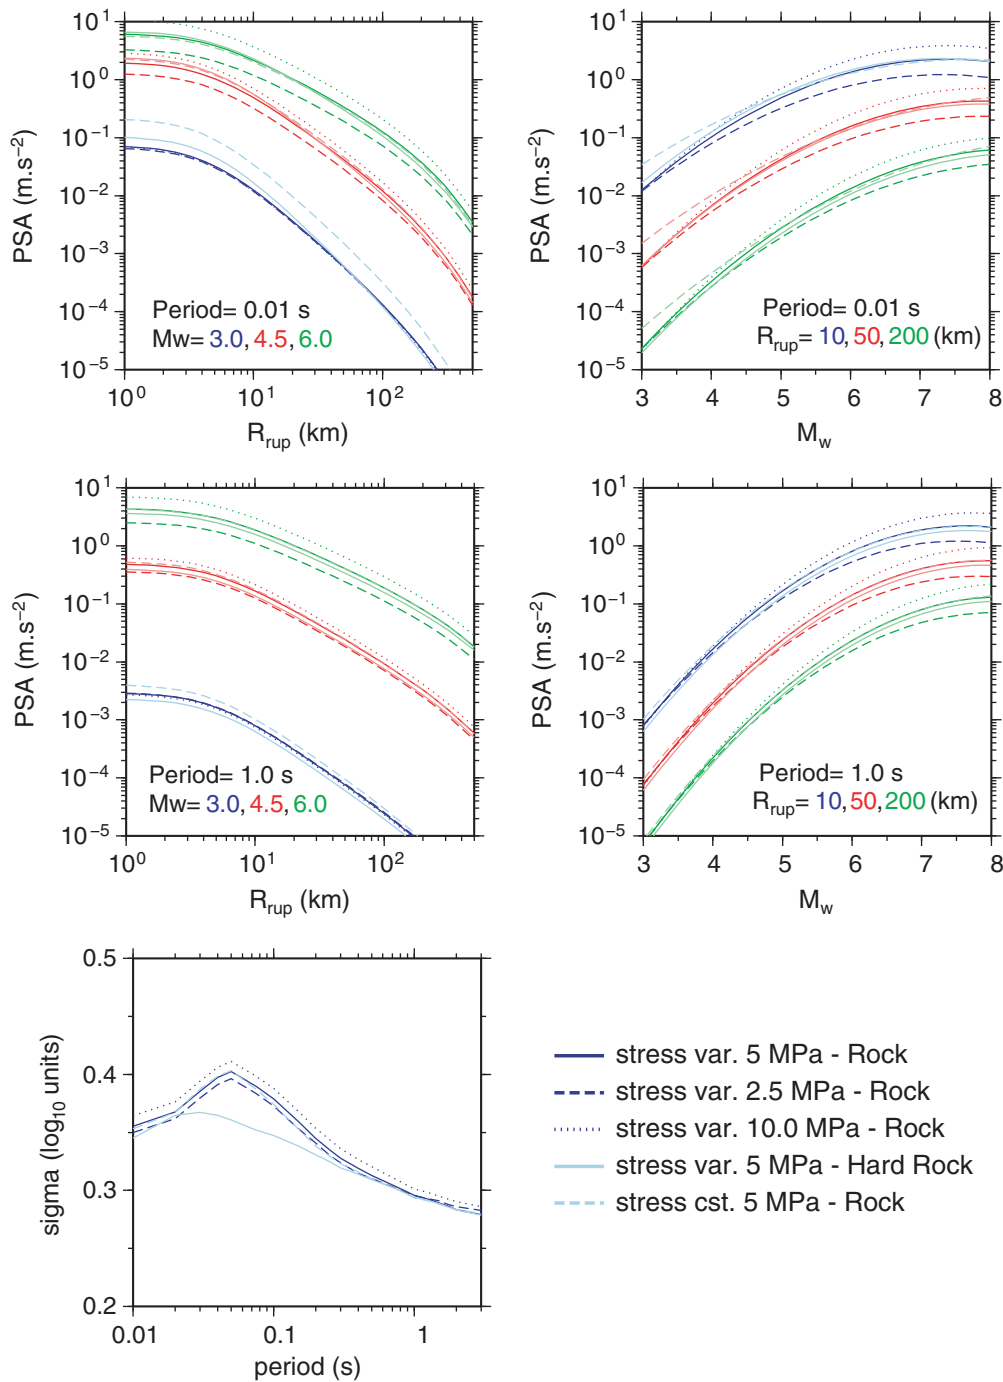 10¹
10⁰
10⁻¹
10⁻²
10⁻³
10⁻⁴
10⁻⁵
PSA (m.s⁻²)
Period= 0.01 s
Mw= 3.0, 4.5, 6.0
10⁰ 10¹ 10²
R_rup (km)
10¹
10⁰
10⁻¹
10⁻²
10⁻³
10⁻⁴
10⁻⁵
PSA (m.s⁻²)
Period= 0.01 s
R_rup= 10, 50, 200 (km)
3 4 5 6 7 8
M_w
10¹
10⁰
10⁻¹
10⁻²
10⁻³
10⁻⁴
10⁻⁵
PSA (m.s⁻²)
Period= 1.0 s
Mw= 3.0, 4.5, 6.0
10⁰ 10¹ 10²
R_rup (km)
10¹
10⁰
10⁻¹
10⁻²
10⁻³
10⁻⁴
10⁻⁵
PSA (m.s⁻²)
Period= 1.0 s
R_rup= 10, 50, 200 (km)
3 4 5 6 7 8
M_w
0.5
0.4
0.3
0.2
sigma (log₁₀ units)
0.01 0.1 1
period (s)
stress var. 5 MPa - Rock
stress var. 2.5 MPa - Rock
stress var. 10.0 MPa - Rock
stress var. 5 MPa - Hard Rock
stress cst. 5 MPa - Rock